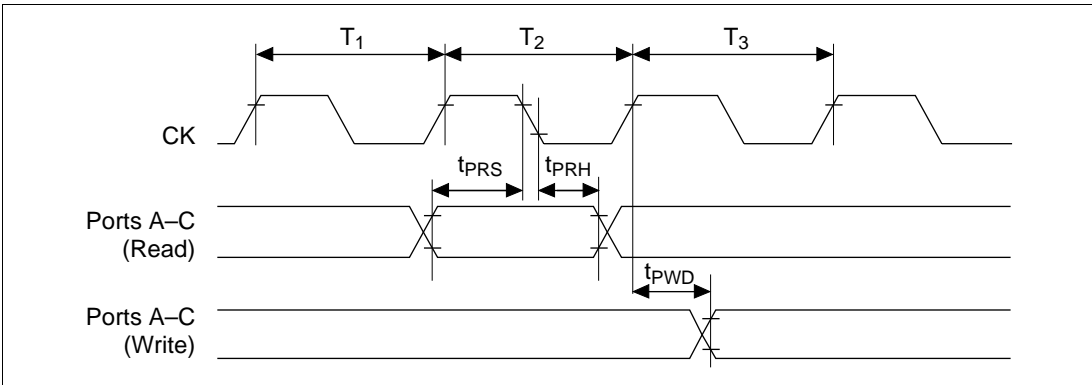 T1 T2 T3
CK
tPRS tPRH
Ports A–C
(Read)
tPWD
Ports A–C
(Write)